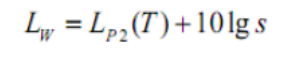 L_W = L_{P2}(T) + 10 lg s